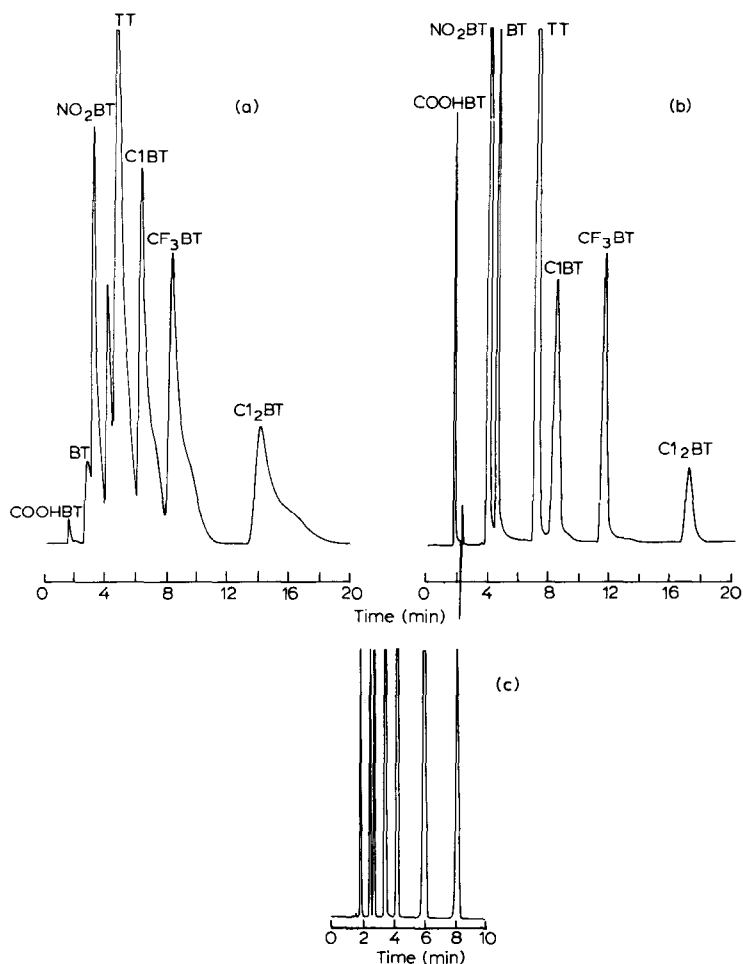 TT
(a)
NO2BT
C1BT
CF3BT
BT
C12BT
COOHBT
0 4 8 12 16 20
NO2BT BT TT
(b)
COOHBT
CF3BT
C1BT
C12BT
0 4 8 12 16 20
Time (min)
(c)
0 2 4 6 8 10
Time (min)